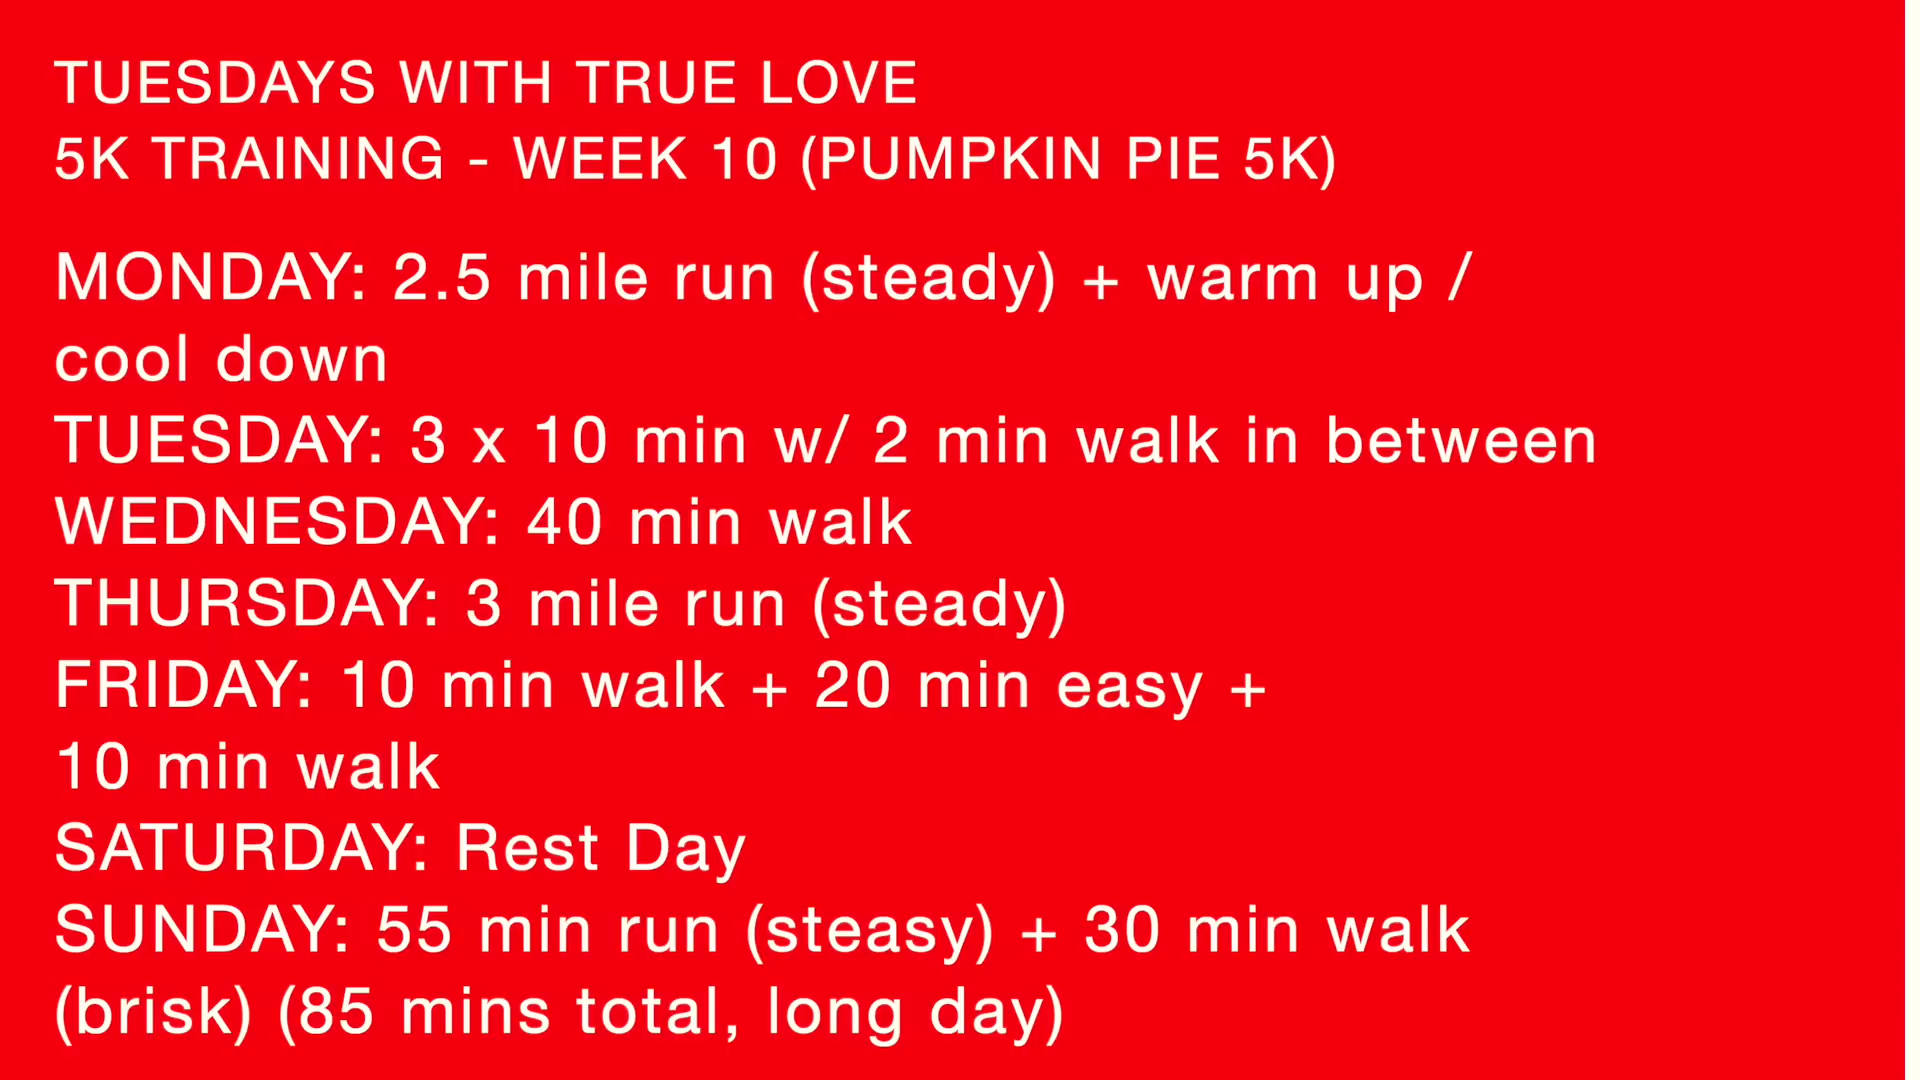 TUESDAYS WITH TRUE LOVE
5K TRAINING - WEEK 10 (PUMPKIN PIE 5K)
MONDAY: 2.5 mile run (steady) + warm up /
cool down
TUESDAY: 3 x 10 min w/ 2 min walk in between
WEDNESDAY: 40 min walk
THURSDAY: 3 mile run (steady)
FRIDAY: 10 min walk + 20 min easy +
10 min walk
SATURDAY: Rest Day
SUNDAY: 55 min run (steasy) + 30 min walk
(brisk) (85 mins total, long day)